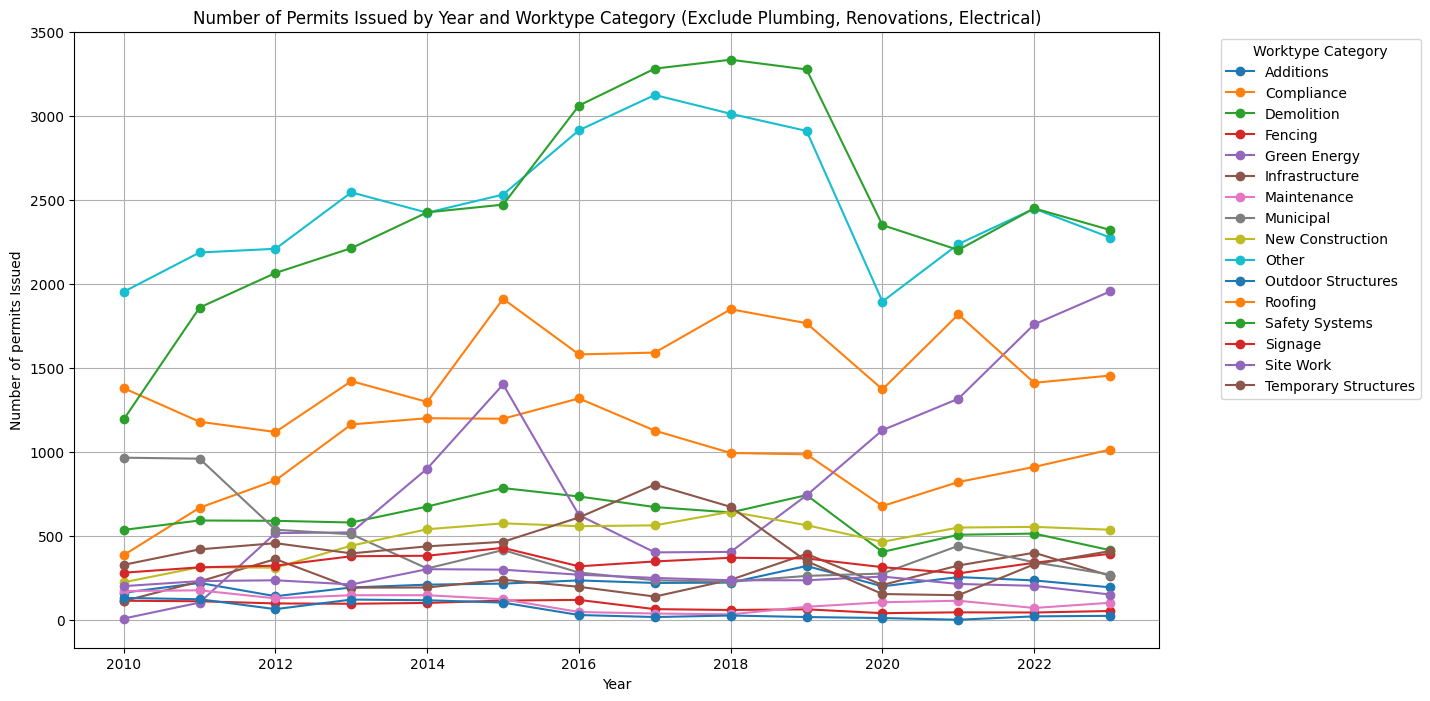 Number of Permits Issued by Year and Worktype Category (Exclude Plumbing, Renovations, Electrical)
3500
3000
2500
2000
1500
1000
500
0
Number of permits Issued
2010
2012
2014
2016
2018
2020
2022
Year
Worktype Category
Additions
Compliance
Demolition
Fencing
Green Energy
Infrastructure
Maintenance
Municipal
New Construction
Other
Outdoor Structures
Roofing
Safety Systems
Signage
Site Work
Temporary Structures